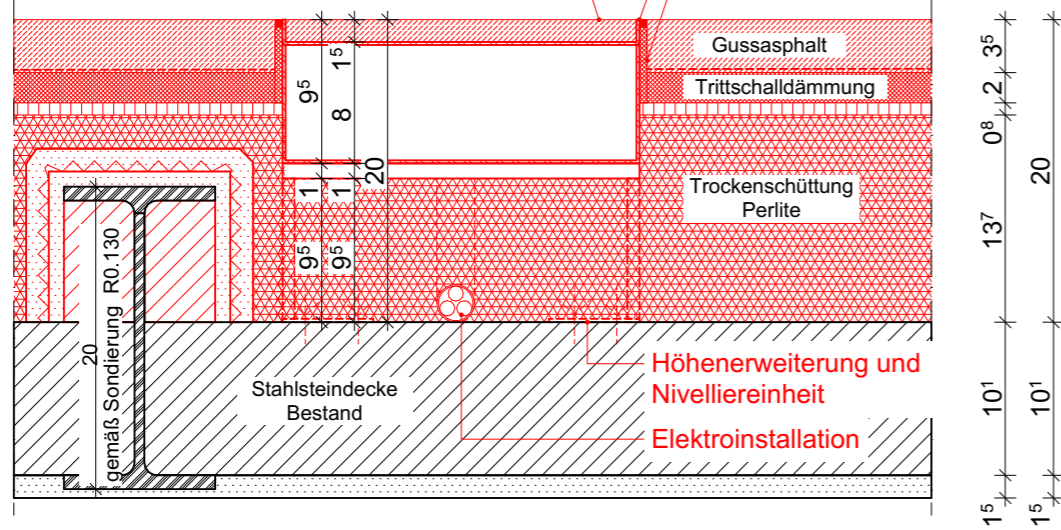 Gussasphalt
Trittschalldämmung
Trockenschüttung
Perlite
9⁵
1⁵
8
20
1
1
9⁵
9⁵
20
gemäß Sondierung R0.130
Stahlsteindecke
Bestand
Höhenerweiterung und
Nivelliereinheit
Elektroinstallation
3⁵
2
0⁸
13⁷
10¹
1⁵
20
10¹
1⁵